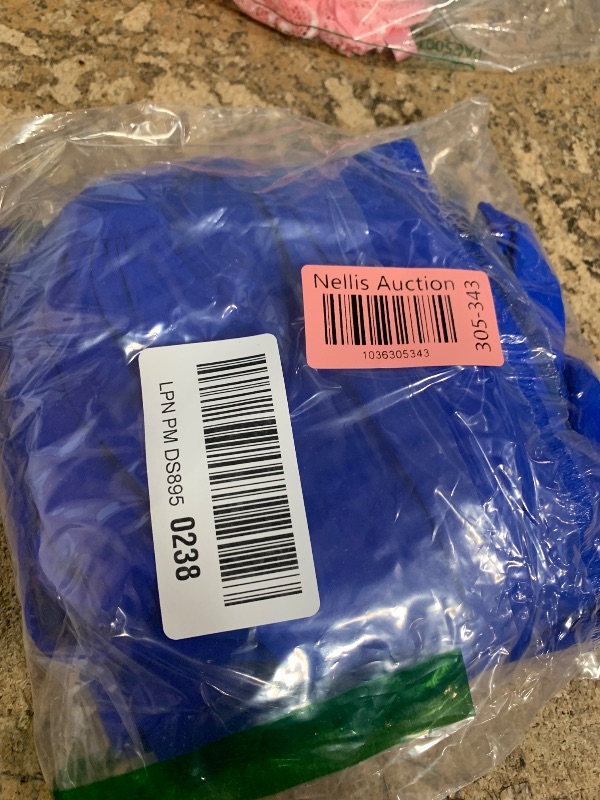 Nellis Auction
1036305343
305-343
LPN PM DS895 0238